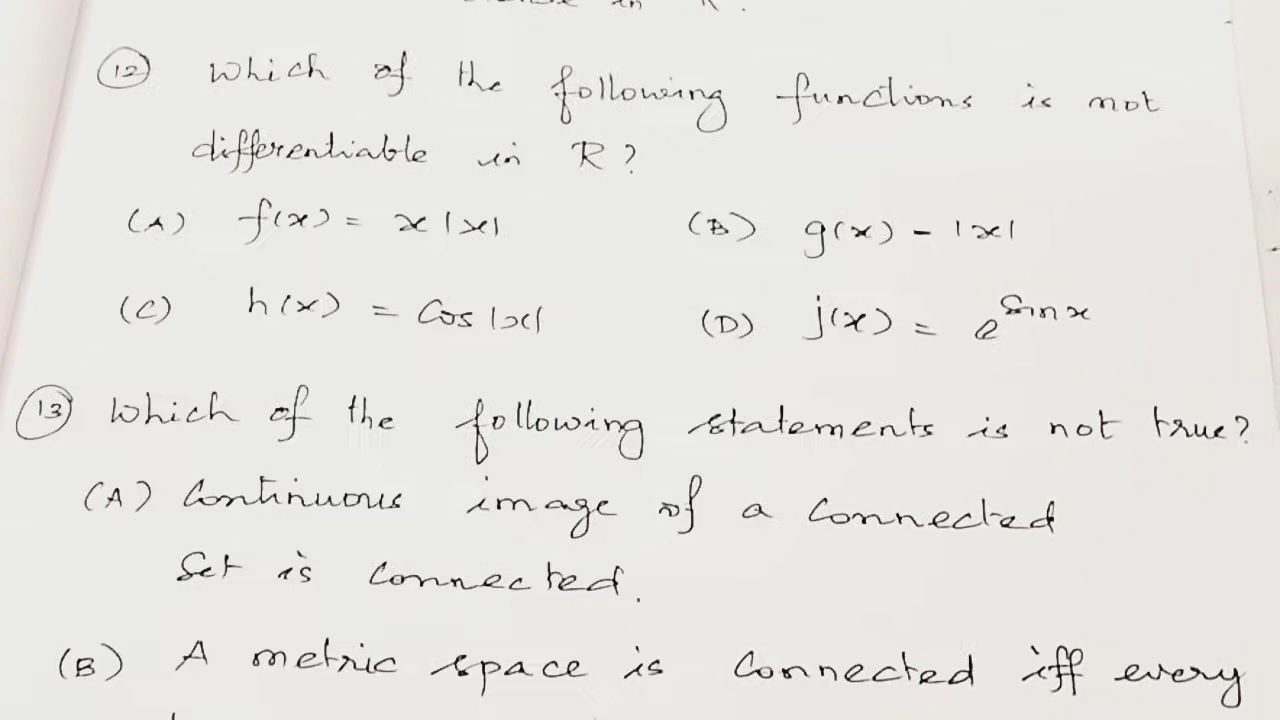 (12) Which of the following functions is not
differentiable in R?
(A) f(x) = x|x| (B) g(x) - |x|
(C) h(x) = Cos|x| (D) j(x) = e^Sinx
(13) Which of the following statements is not true?
(A) Continuous image of a connected
Set is connected.
(B) A metric space is connected iff every